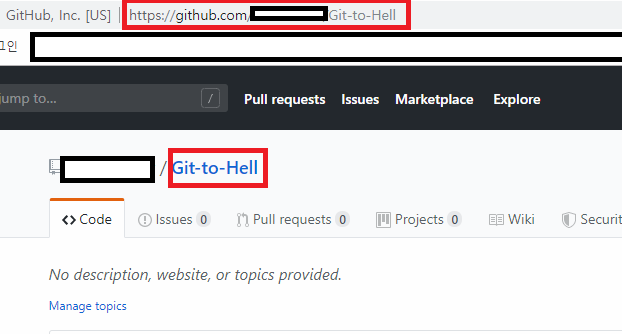 GitHub, Inc. [US] | https://github.com/ Git-to-Hell
그인
jump to... / Pull requests Issues Marketplace Explore
/ Git-to-Hell
<> Code Issues 0 Pull requests 0 Projects 0 Wiki Securit
No description, website, or topics provided.
Manage topics